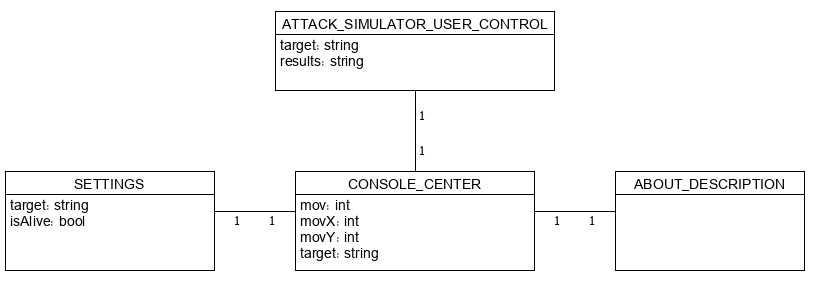 ATTACK_SIMULATOR_USER_CONTROL
target: string
results: string
1
1
SETTINGS
target: string
isAlive: bool
1
1
CONSOLE_CENTER
mov: int
movX: int
movY: int
target: string
1
1
ABOUT_DESCRIPTION